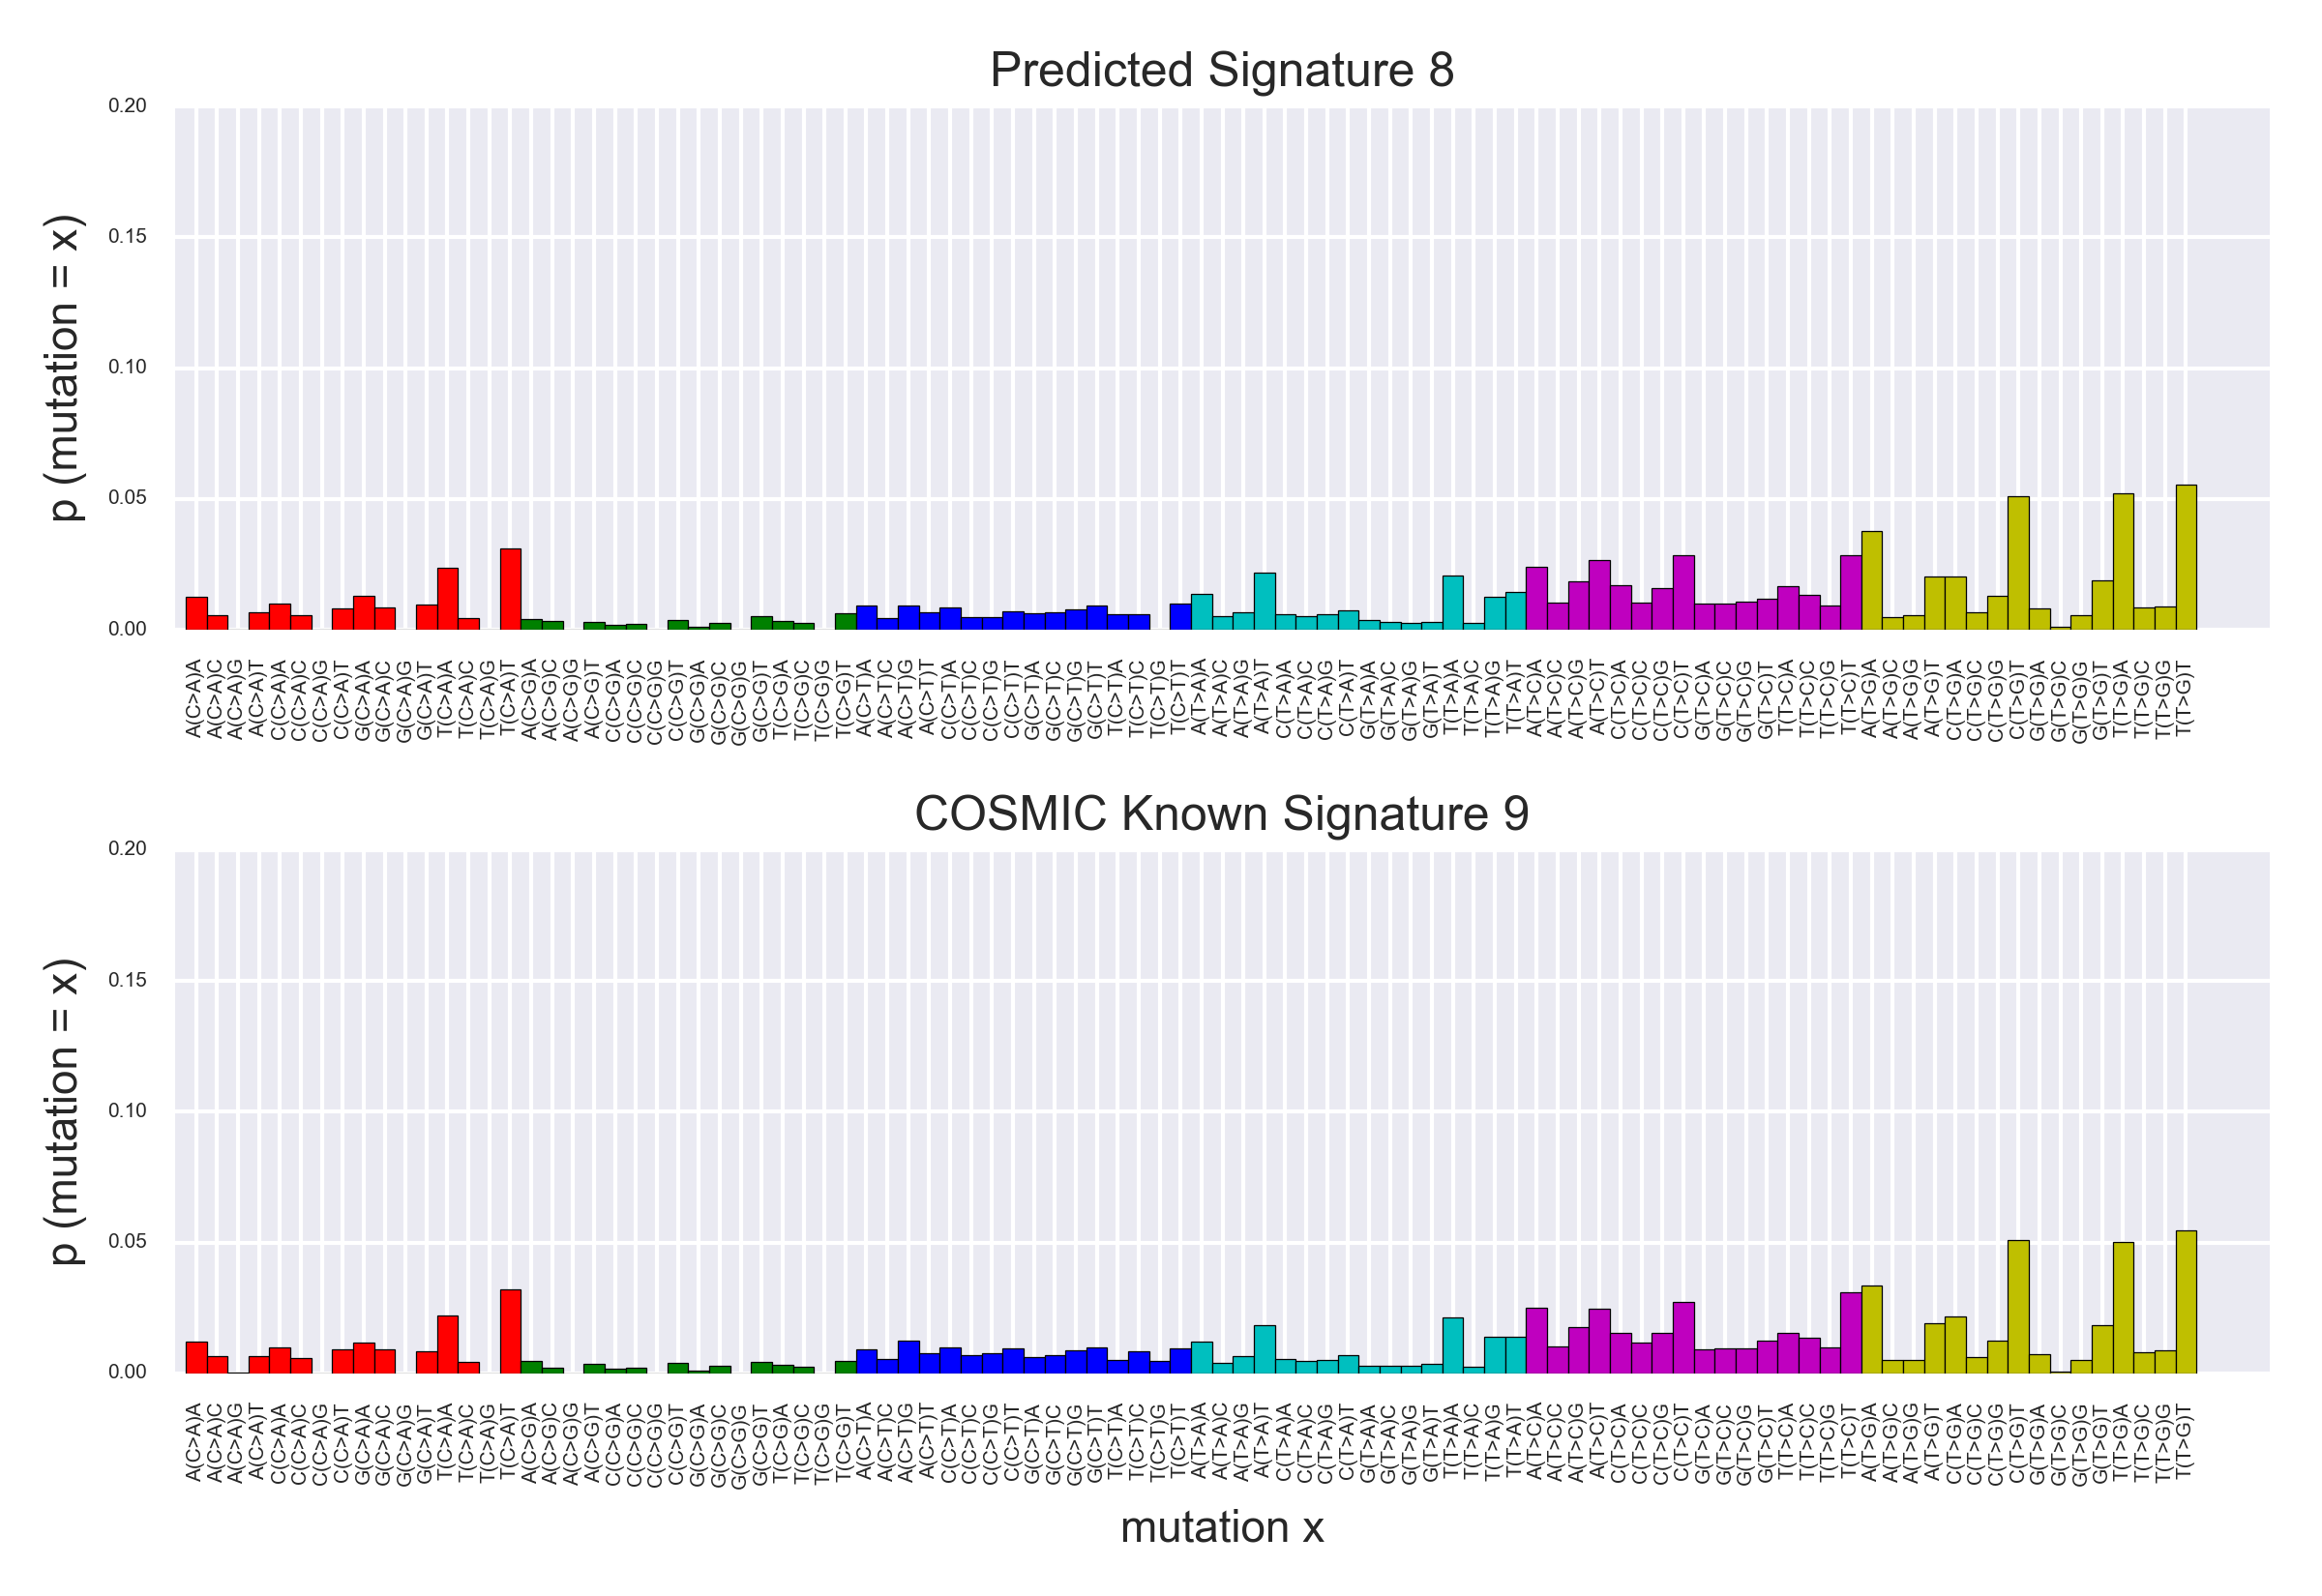 Predicted Signature 8
p (mutation = x)
0.20
0.15
0.10
0.05
0.00
A(C>A)A A(C>A)C A(C>A)G A(C>A)T C(C>A)A C(C>A)C C(C>A)G C(C>A)T G(C>A)A G(C>A)C G(C>A)G G(C>A)T T(C>A)A T(C>A)C T(C>A)G T(C>A)T A(C>G)A A(C>G)C A(C>G)G A(C>G)T C(C>G)A C(C>G)C C(C>G)G C(C>G)T G(C>G)A G(C>G)C G(C>G)G G(C>G)T T(C>G)A T(C>G)C T(C>G)G T(C>G)T A(C>T)A A(C>T)C A(C>T)G A(C>T)T C(C>T)A C(C>T)C C(C>T)G C(C>T)T G(C>T)A G(C>T)C G(C>T)G G(C>T)T T(C>T)A T(C>T)C T(C>T)G T(C>T)T A(T>A)A A(T>A)C A(T>A)G A(T>A)T C(T>A)A C(T>A)C C(T>A)G C(T>A)T G(T>A)A G(T>A)C G(T>A)G G(T>A)T T(T>A)A T(T>A)C T(T>A)G T(T>A)T A(T>C)A A(T>C)C A(T>C)G A(T>C)T C(T>C)A C(T>C)C C(T>C)G C(T>C)T G(T>C)A G(T>C)C G(T>C)G G(T>C)T T(T>C)A T(T>C)C T(T>C)G T(T>C)T A(T>G)A A(T>G)C A(T>G)G A(T>G)T C(T>G)A C(T>G)C C(T>G)G C(T>G)T G(T>G)A G(T>G)C G(T>G)G G(T>G)T T(T>G)A T(T>G)C T(T>G)G T(T>G)T
COSMIC Known Signature 9
p (mutation = x)
0.20
0.15
0.10
0.05
0.00
A(C>A)A A(C>A)C A(C>A)G A(C>A)T C(C>A)A C(C>A)C C(C>A)G C(C>A)T G(C>A)A G(C>A)C G(C>A)G G(C>A)T T(C>A)A T(C>A)C T(C>A)G T(C>A)T A(C>G)A A(C>G)C A(C>G)G A(C>G)T C(C>G)A C(C>G)C C(C>G)G C(C>G)T G(C>G)A G(C>G)C G(C>G)G G(C>G)T T(C>G)A T(C>G)C T(C>G)G T(C>G)T A(C>T)A A(C>T)C A(C>T)G A(C>T)T C(C>T)A C(C>T)C C(C>T)G C(C>T)T G(C>T)A G(C>T)C G(C>T)G G(C>T)T T(C>T)A T(C>T)C T(C>T)G T(C>T)T A(T>A)A A(T>A)C A(T>A)G A(T>A)T C(T>A)A C(T>A)C C(T>A)G C(T>A)T G(T>A)A G(T>A)C G(T>A)G G(T>A)T T(T>A)A T(T>A)C T(T>A)G T(T>A)T A(T>C)A A(T>C)C A(T>C)G A(T>C)T C(T>C)A C(T>C)C C(T>C)G C(T>C)T G(T>C)A G(T>C)C G(T>C)G G(T>C)T T(T>C)A T(T>C)C T(T>C)G T(T>C)T A(T>G)A A(T>G)C A(T>G)G A(T>G)T C(T>G)A C(T>G)C C(T>G)G C(T>G)T G(T>G)A G(T>G)C G(T>G)G G(T>G)T T(T>G)A T(T>G)C T(T>G)G T(T>G)T
mutation x